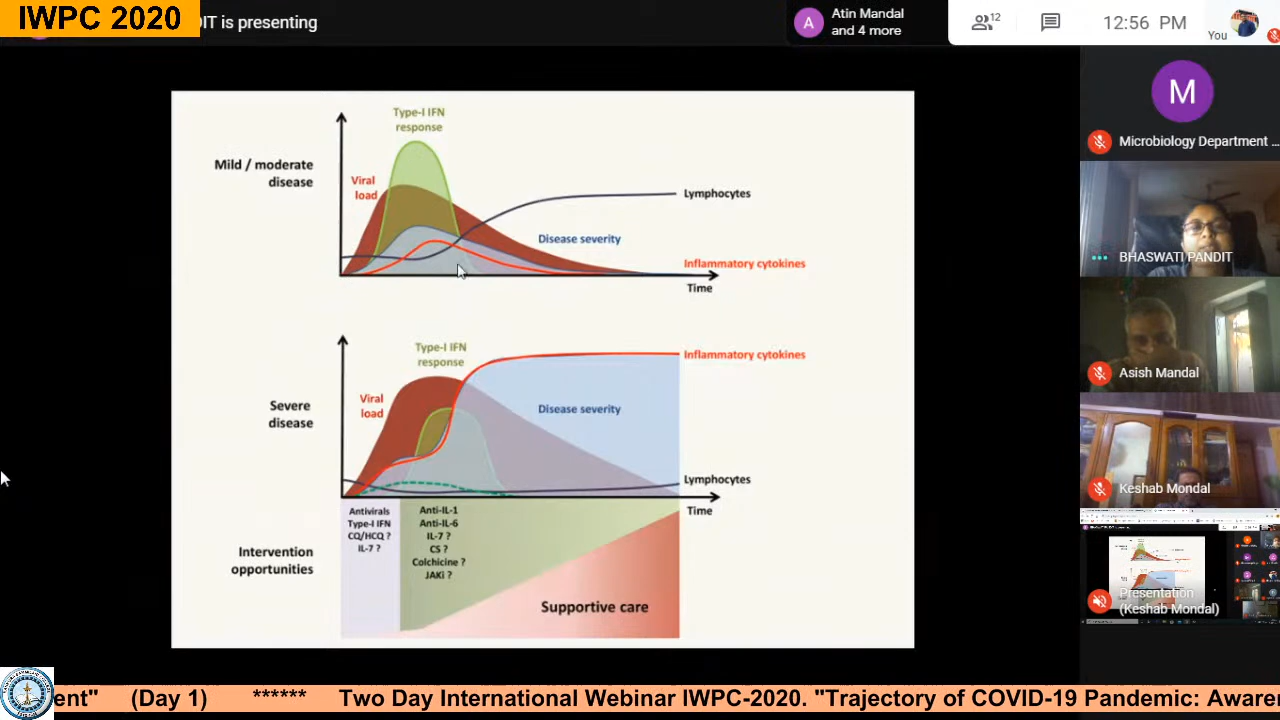 IWPC 2020
DIT is presenting
A
Atin Mandal
and 4 more
12
12:56 PM
You
Type-I IFN
response
Mild / moderate
disease
Viral
load
Lymphocytes
Disease severity
Inflammatory cytokines
Time
Type-I IFN
response
Inflammatory cytokines
Viral
load
Severe
disease
Disease severity
Lymphocytes
Time
Antivirals
Type-I IFN
CQ/HCQ ?
IL-7 ?
Anti-IL-1
Anti-IL-6
IL-7 ?
CS ?
Colchicine ?
JAKi ?
Intervention
opportunities
Supportive care
M
Microbiology Department ...
BHASWATI PANDIT
Asish Mandal
Keshab Mondal
Presentation
(Keshab Mondal)
ent" (Day 1) ****** Two Day International Webinar IWPC-2020. "Trajectory of COVID-19 Pandemic: Aware